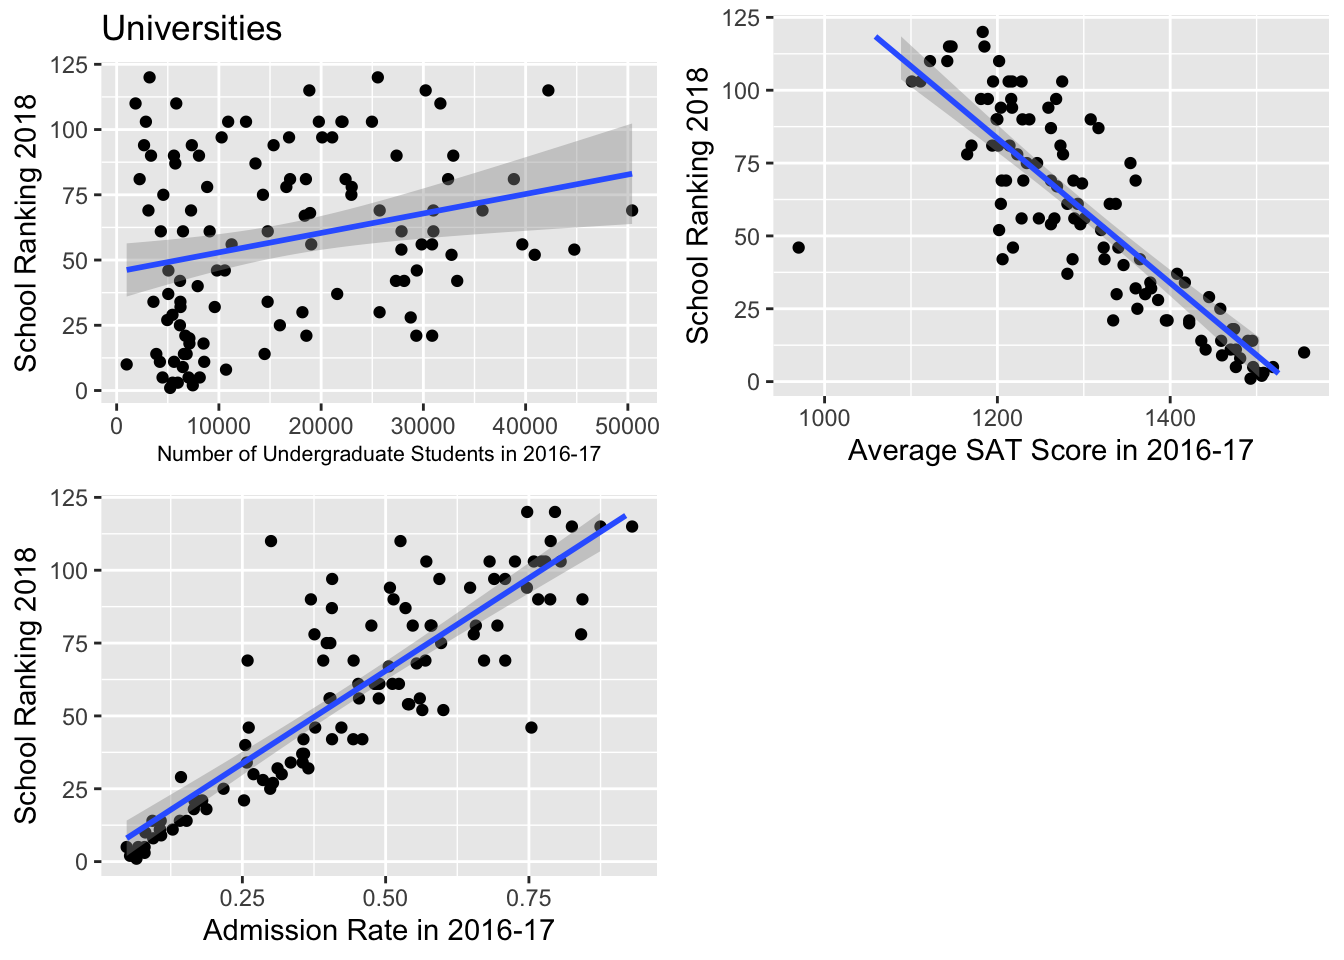 Universities
School Ranking 2018
125
100
75
50
25
0
0 10000 20000 30000 40000 50000
Number of Undergraduate Students in 2016-17
School Ranking 2018
125
100
75
50
25
0
1000 1200 1400
Average SAT Score in 2016-17
School Ranking 2018
125
100
75
50
25
0
0.25 0.50 0.75
Admission Rate in 2016-17